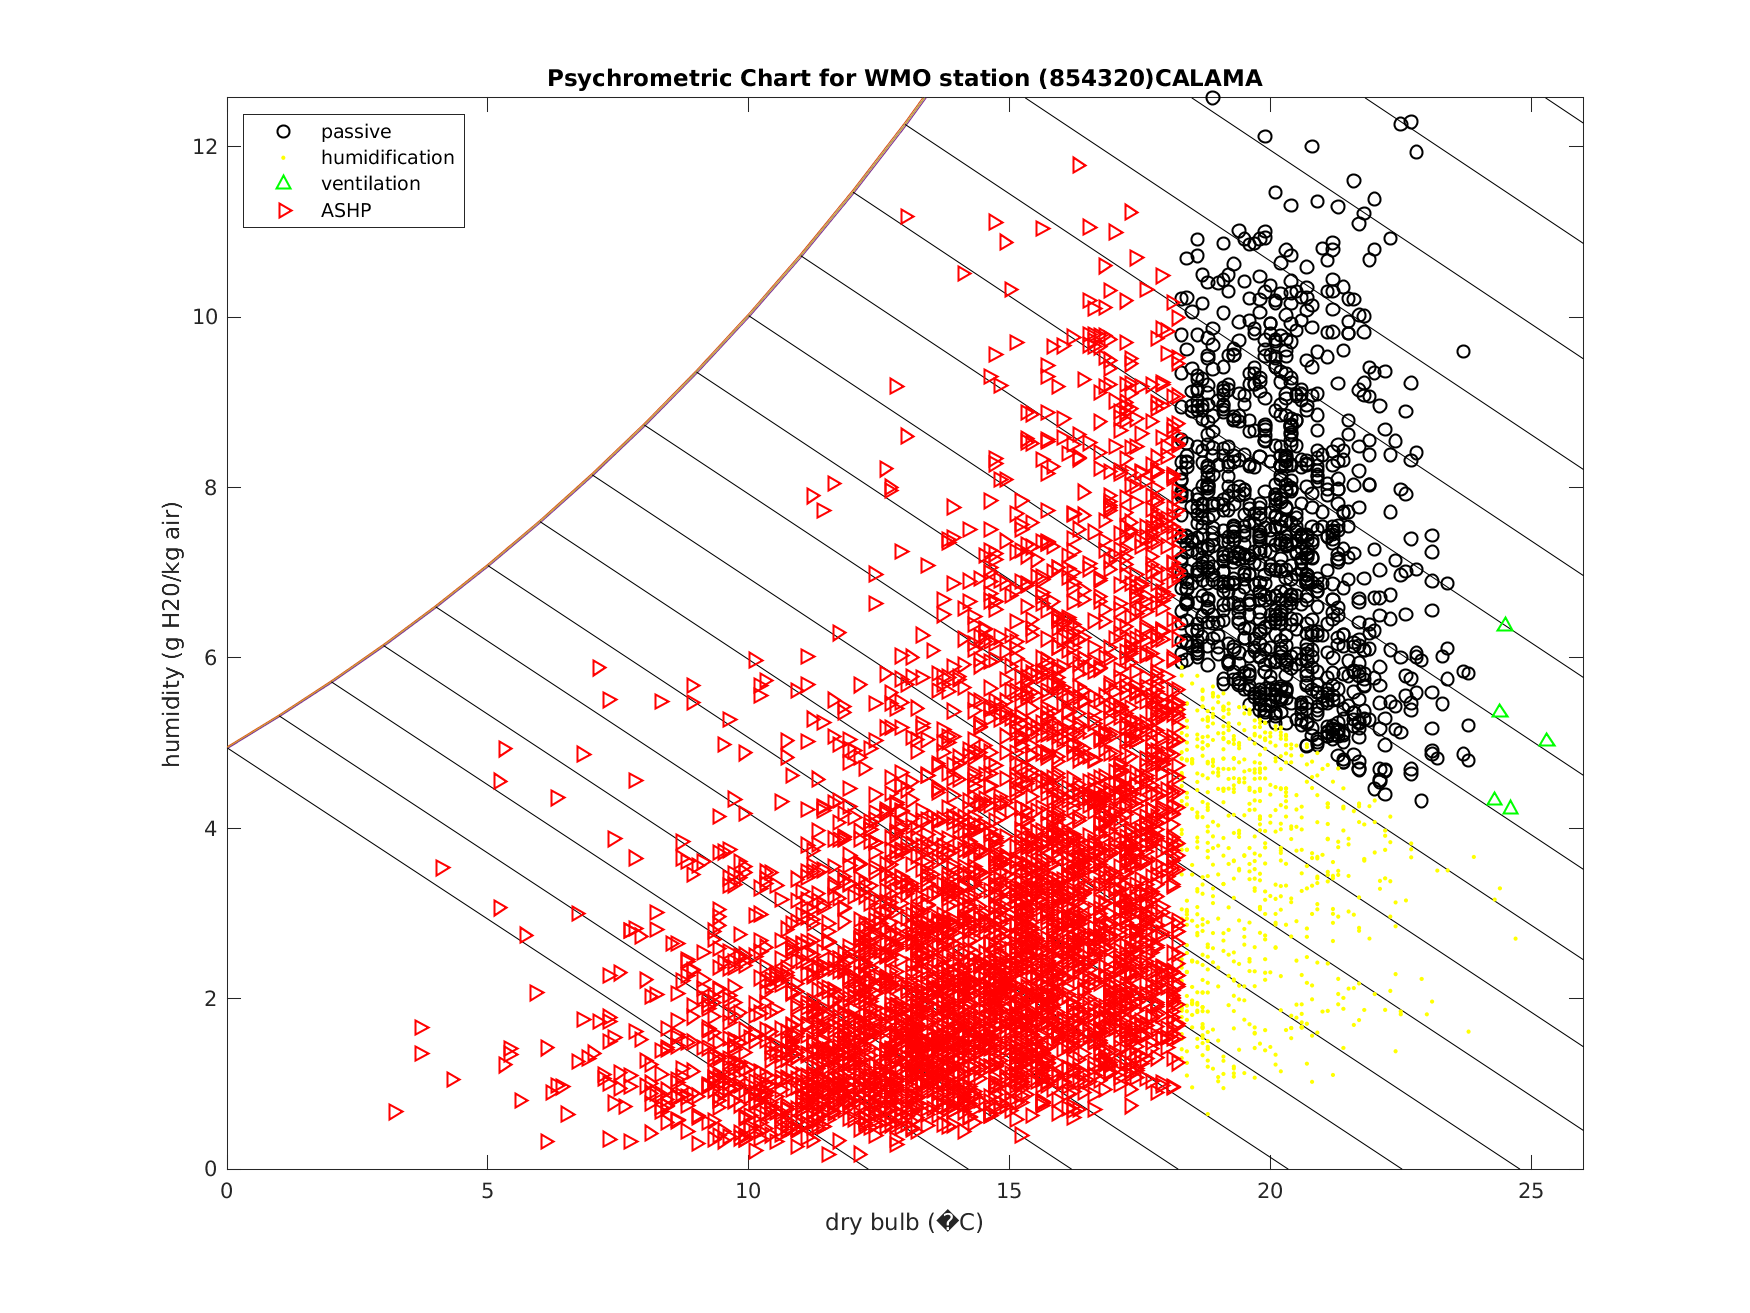 Psychrometric Chart for WMO station (854320)CALAMA
passive
humidification
ventilation
ASHP
humidity (g H20/kg air)
12
10
8
6
4
2
0
0 5 10 15 20 25
dry bulb (�C)